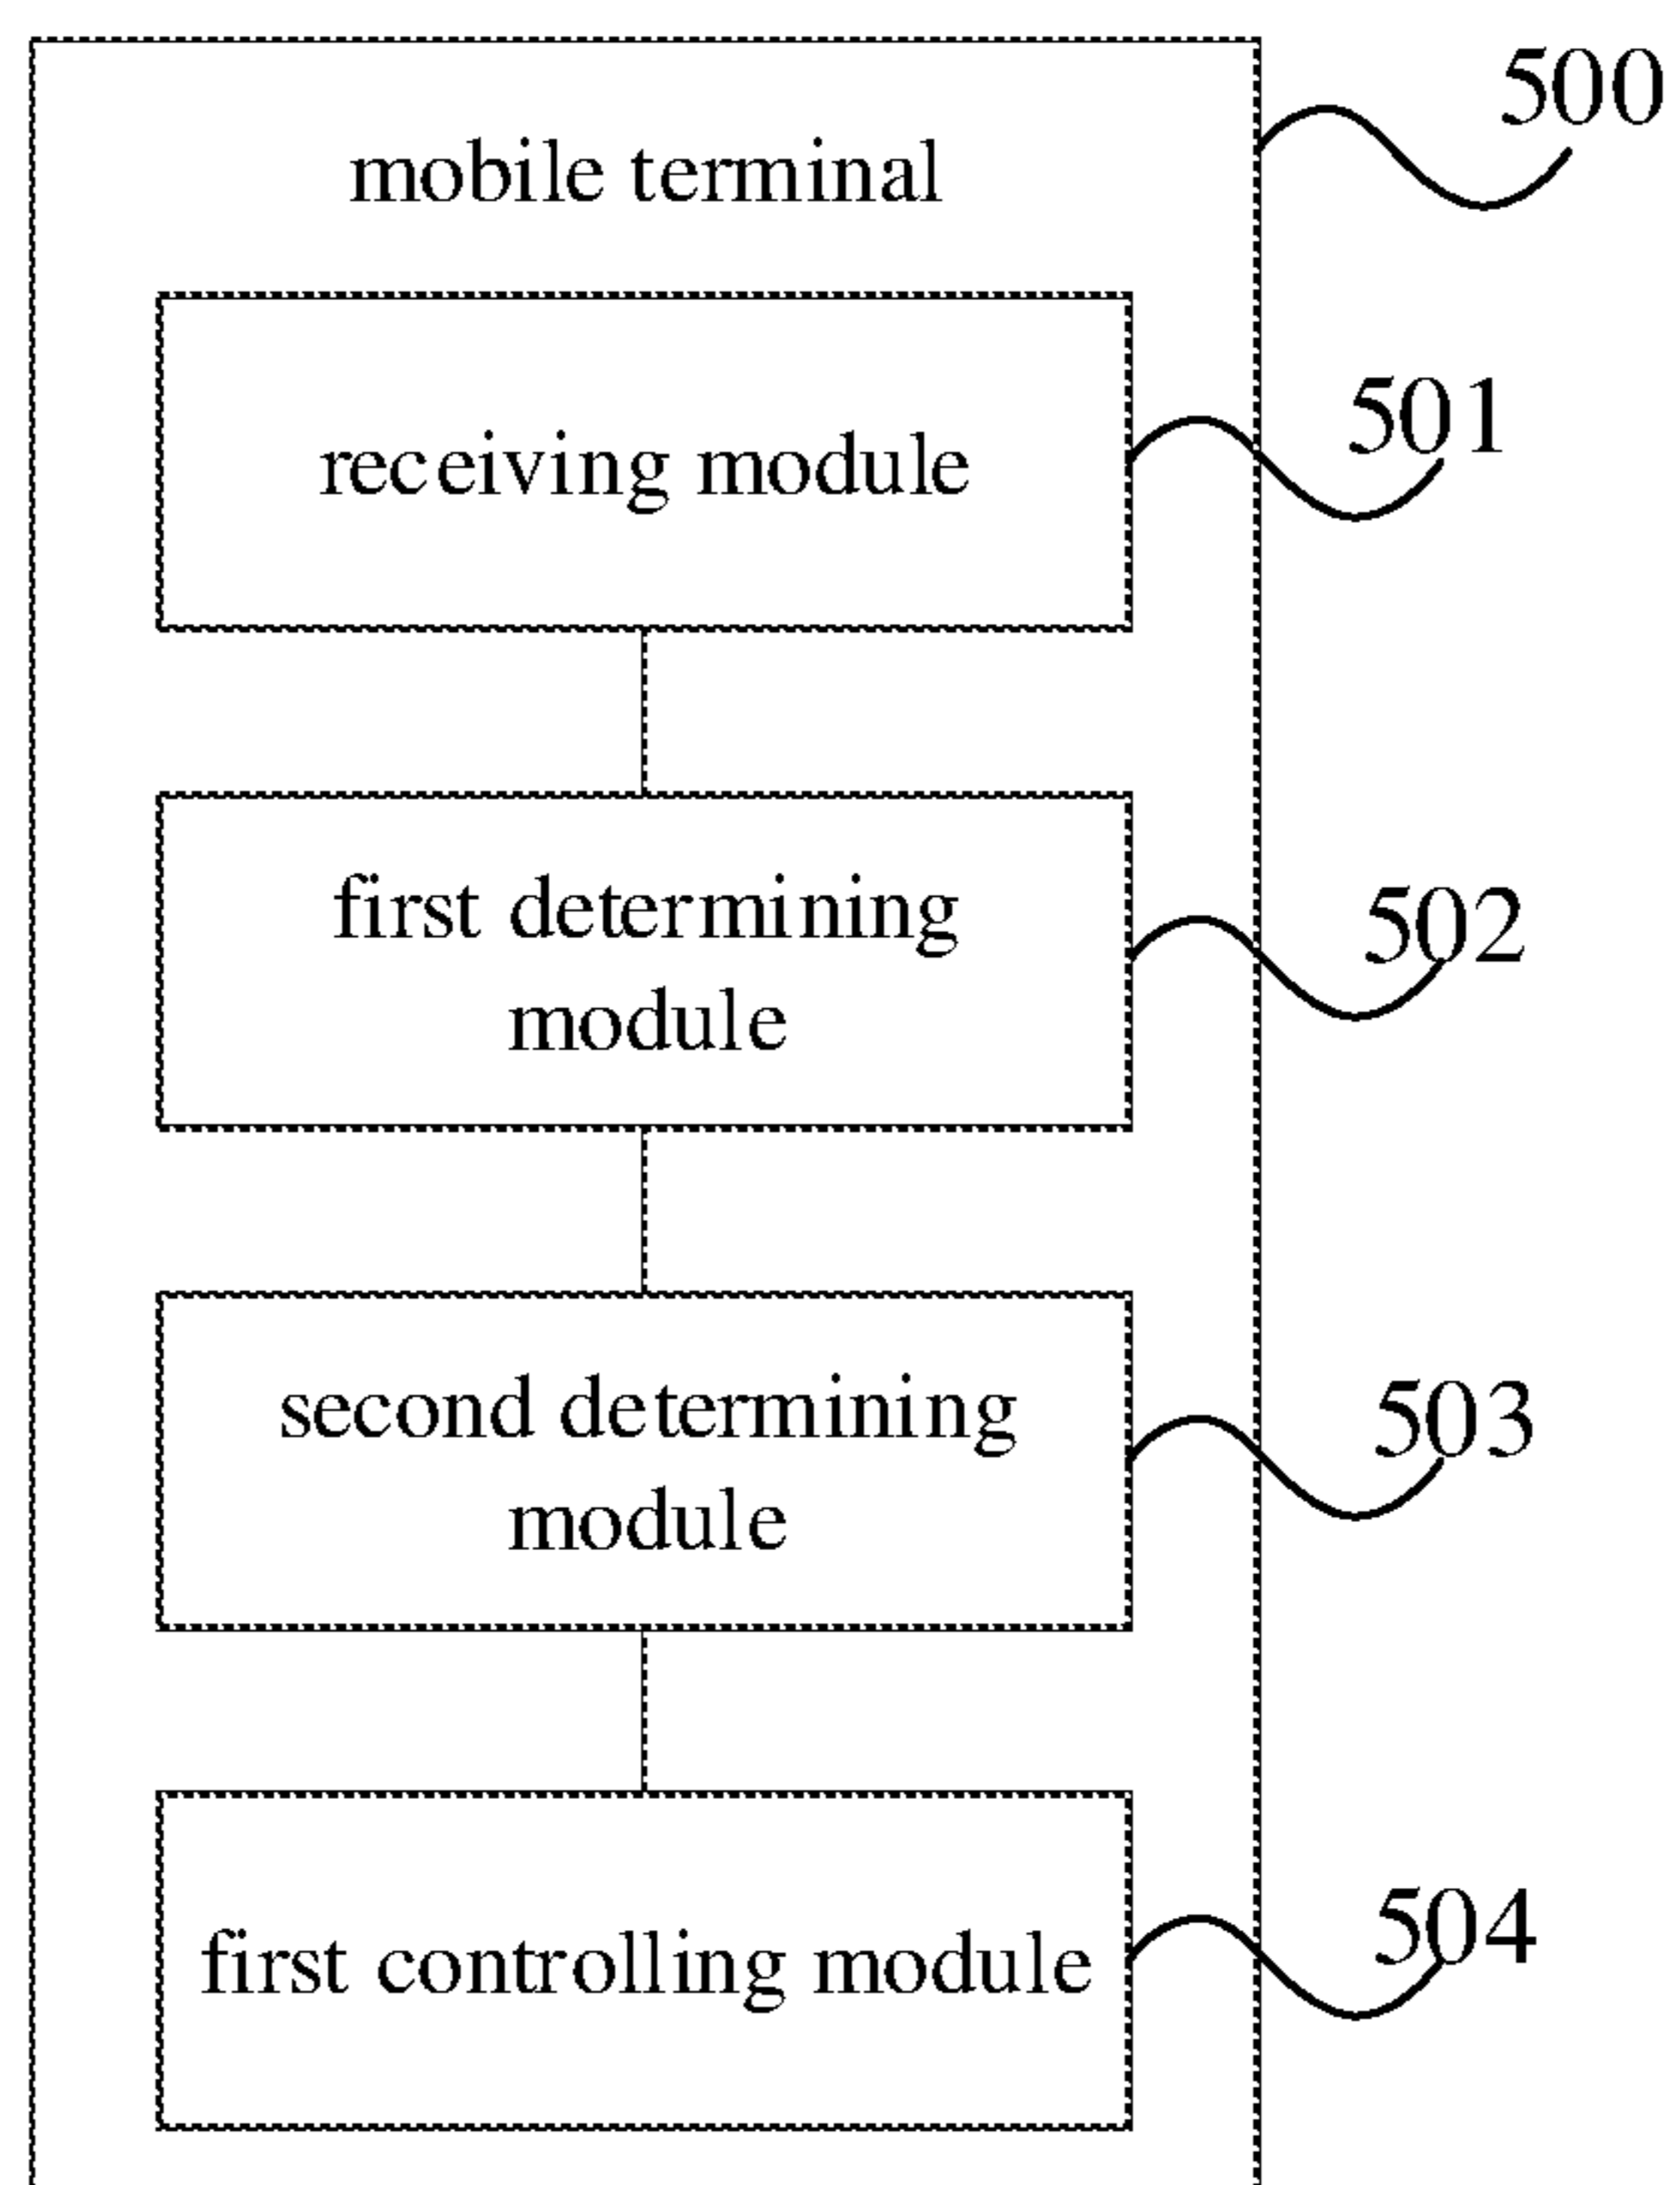 500
mobile terminal
501
receiving module
502
first determining
module
503
second determining
module
504
first controlling module